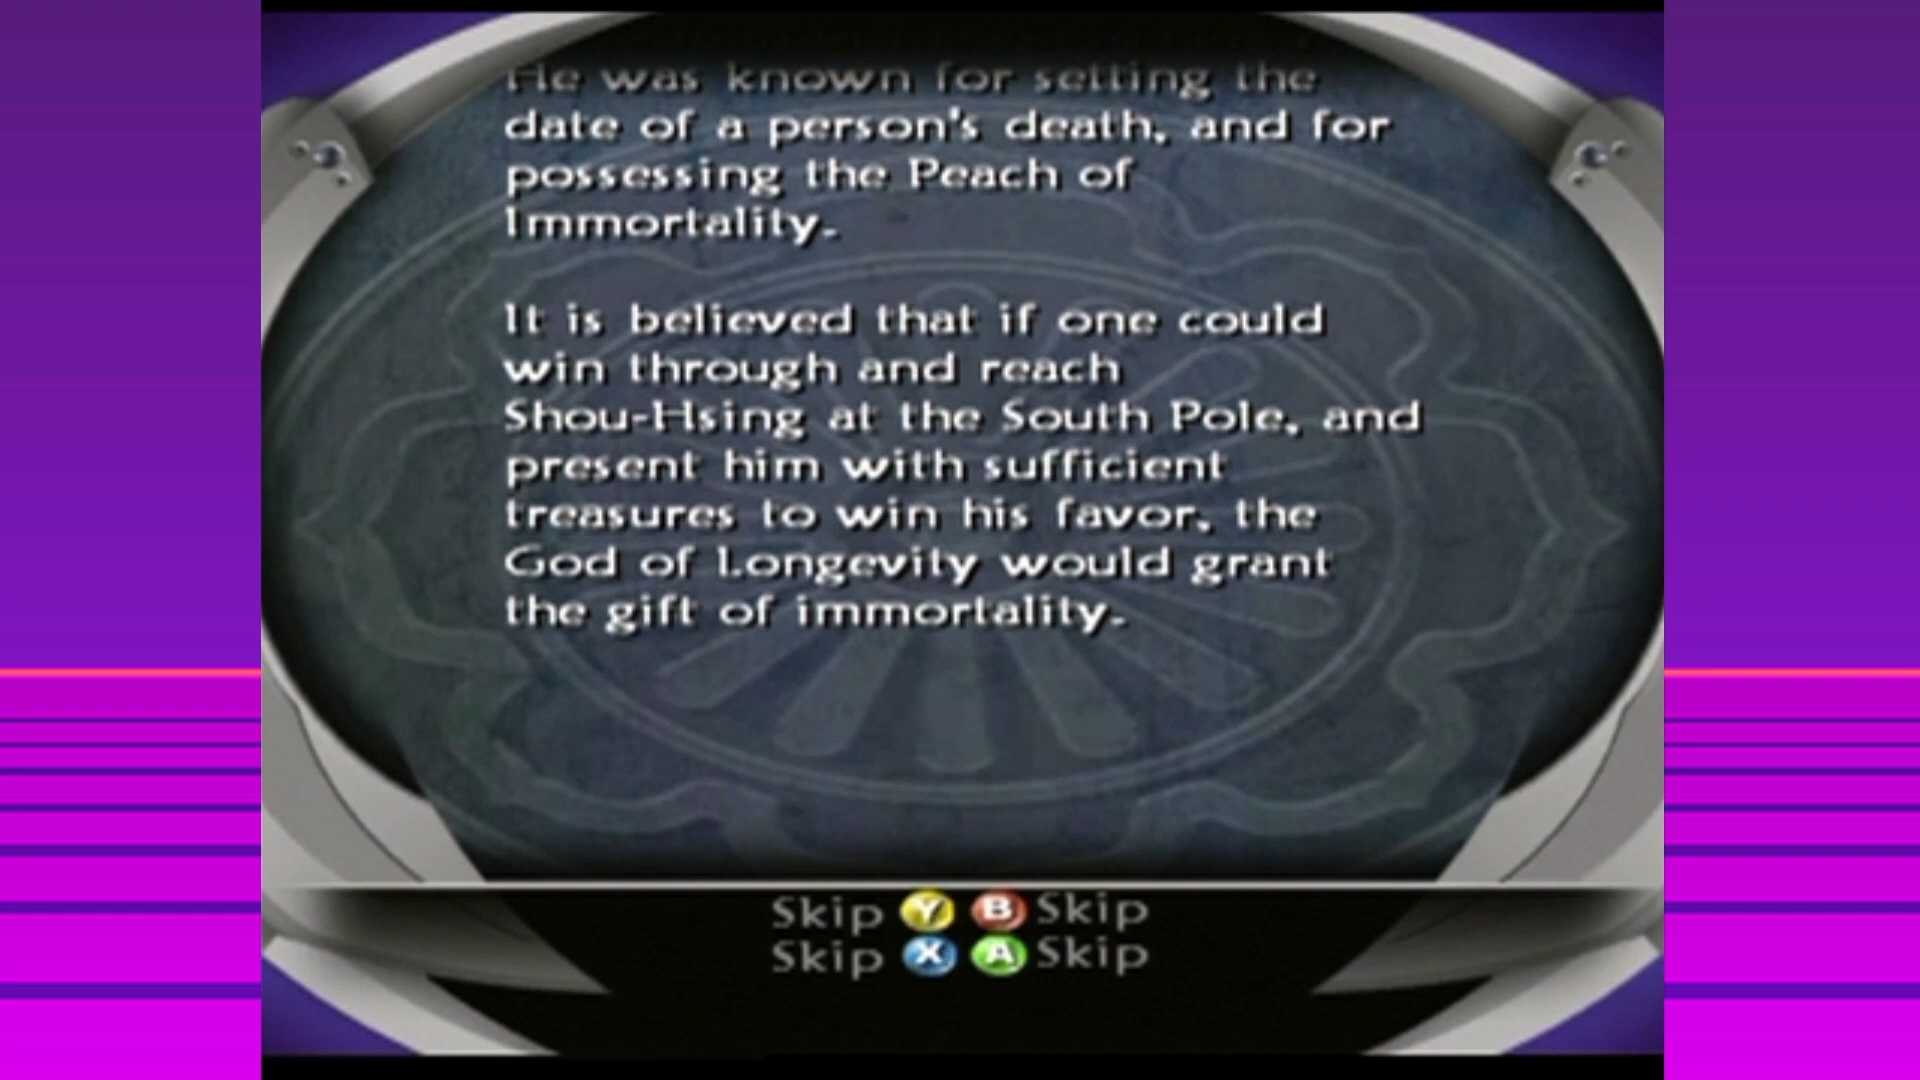 He was known for setting the
date of a person's death, and for
possessing the Peach of
Immortality.
It is believed that if one could
win through and reach
Shou-Hsing at the South Pole, and
present him with sufficient
treasures to win his favor, the
God of Longevity would grant
the gift of immortality.
Skip Y B Skip
Skip X A Skip